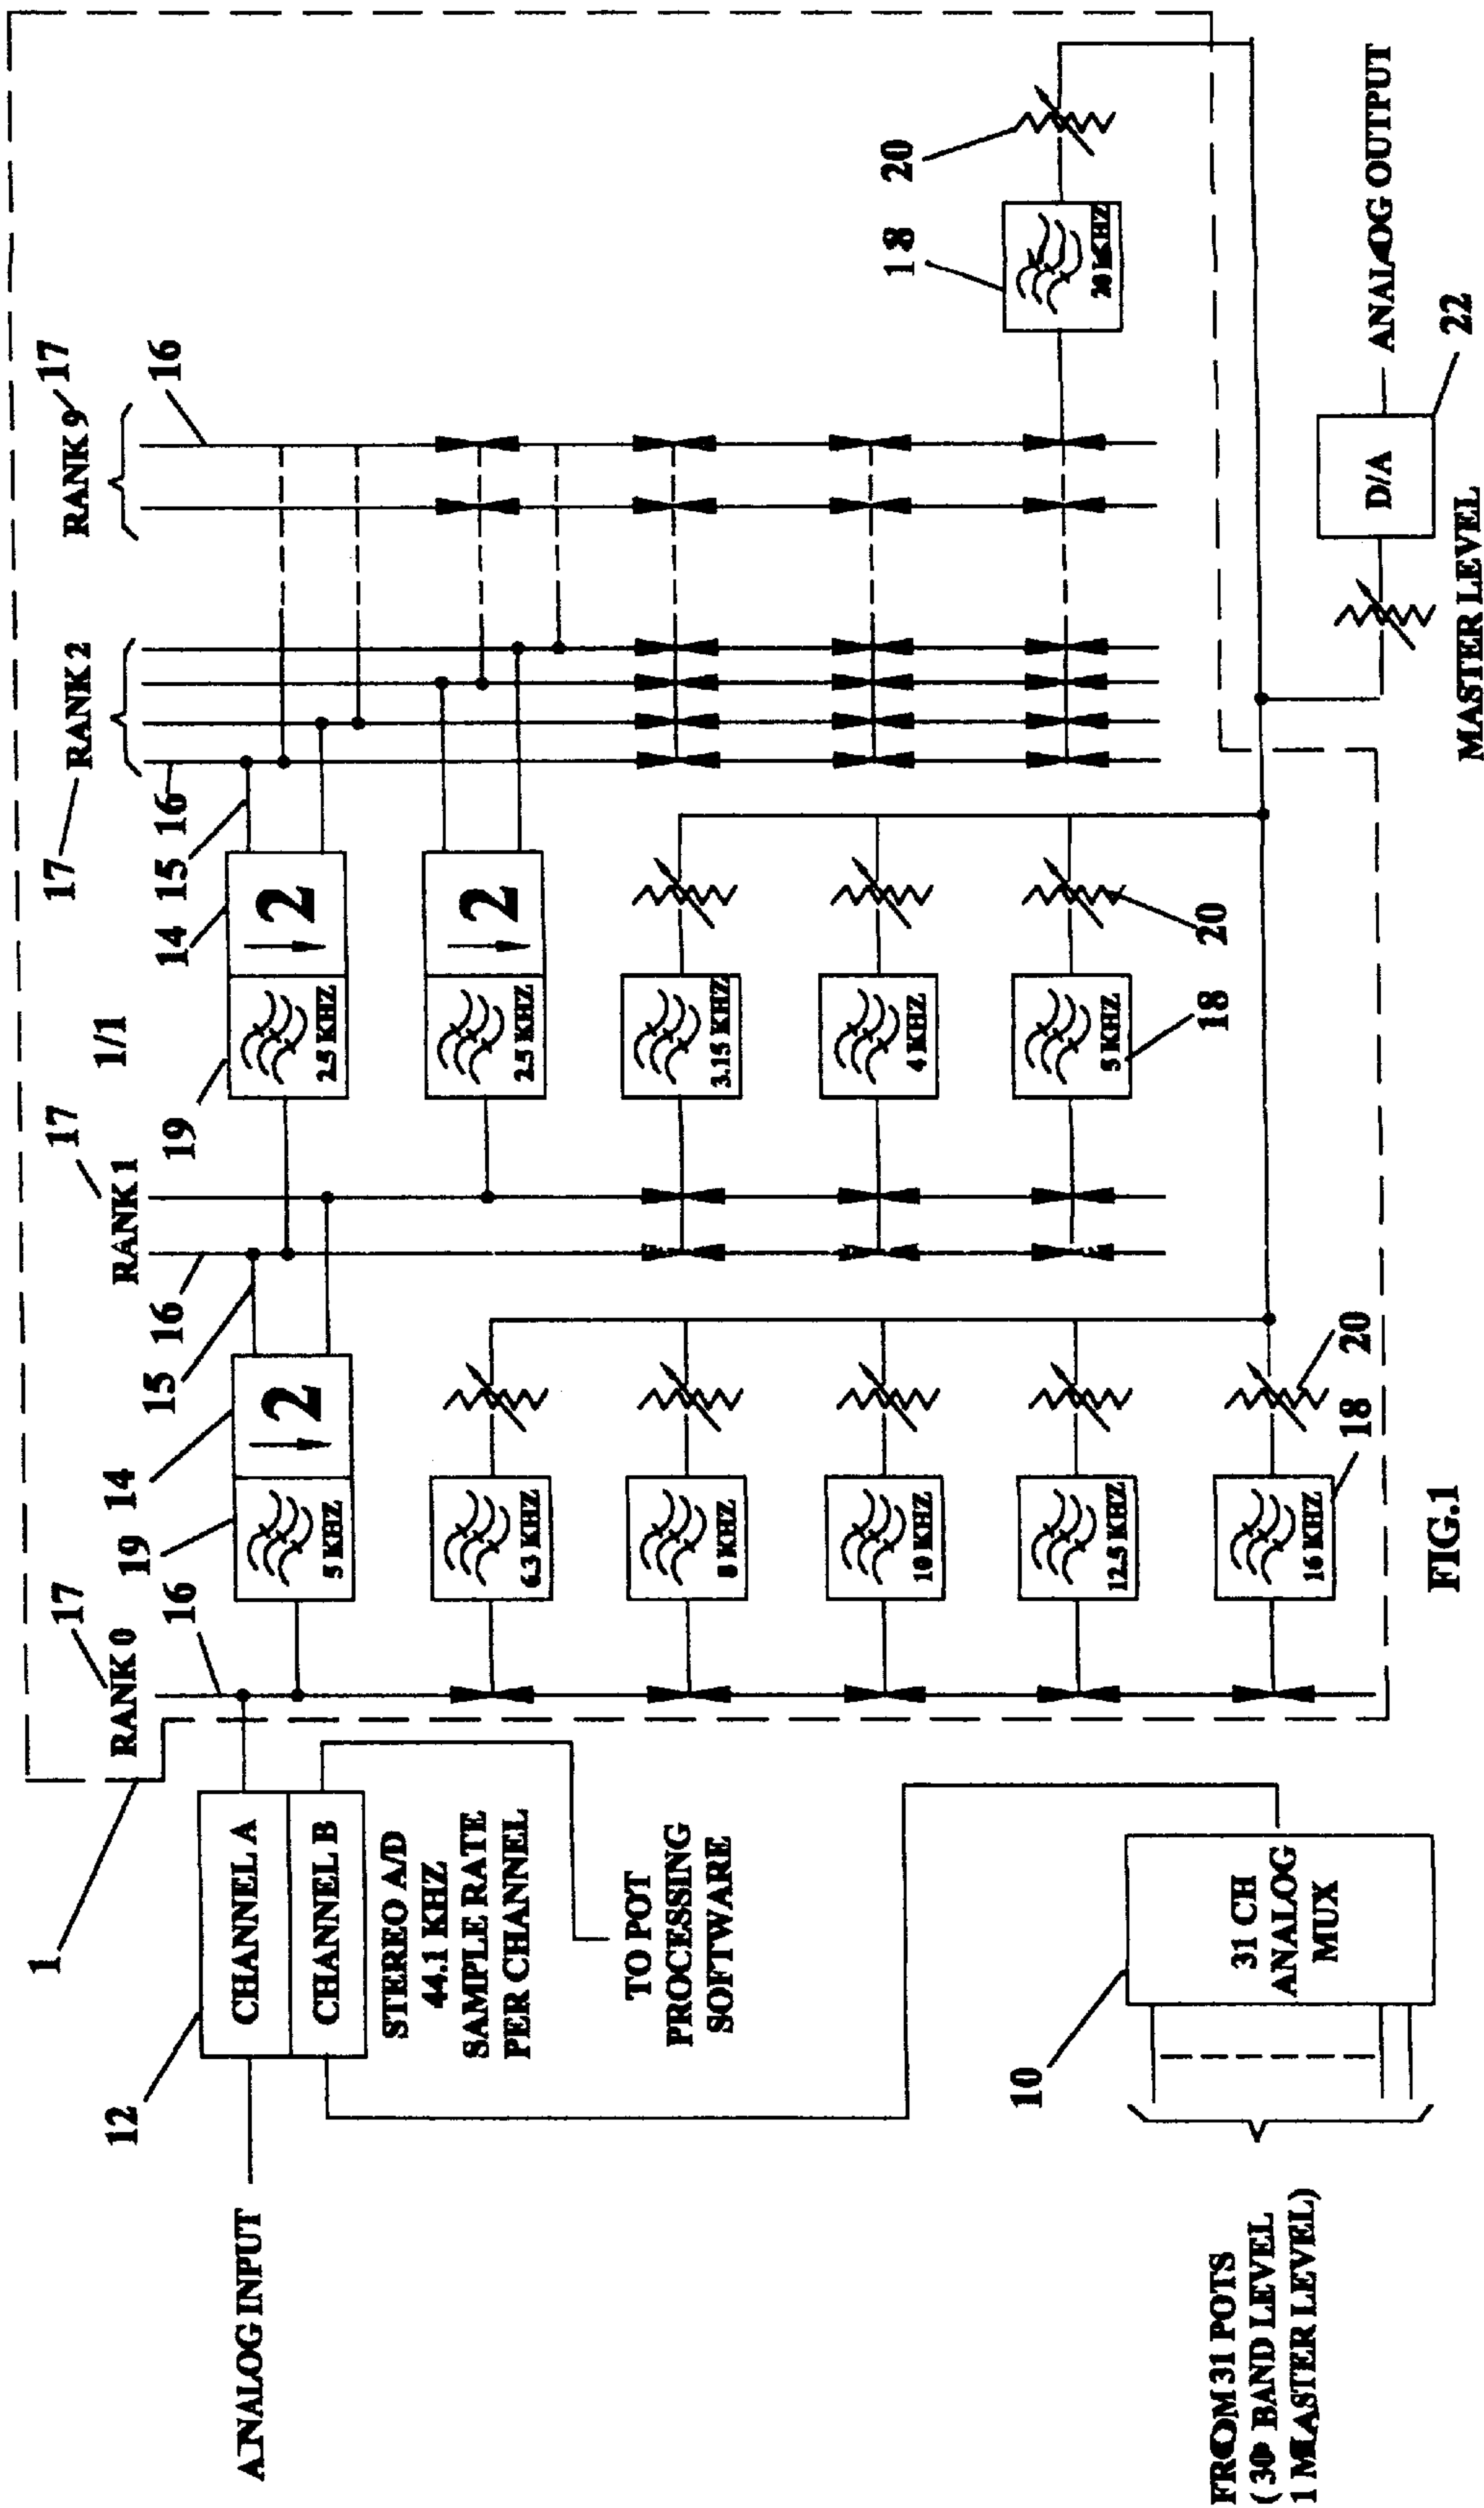 17
RANK 0
17
RANK 1
17
RANK 2
17
RANK 9
1/1
1
16
16
16
16
12
CHANNEL A
CHANNEL B
ANALOG INPUT
STEREO A/D
44.1 KHZ
SAMPLE RATE
PER CHANNEL
TO POT
PROCESSING
SOFTWARE
19
14
15
5 KHZ
2
6.3 KHZ
8 KHZ
10 KHZ
12.5 KHZ
16 KHZ
18
20
19
14
15
2.5 KHZ
2
2.5 KHZ
2
3.15 KHZ
4 KHZ
5 KHZ
18
20
18
20
KHZ
10
31 CH
ANALOG
MUX
FROM 31 POTS
( 30 BAND LEVEL
1 MASTER LEVEL)
MASTER LEVEL
D/A
22
ANALOG OUTPUT
FIG.1